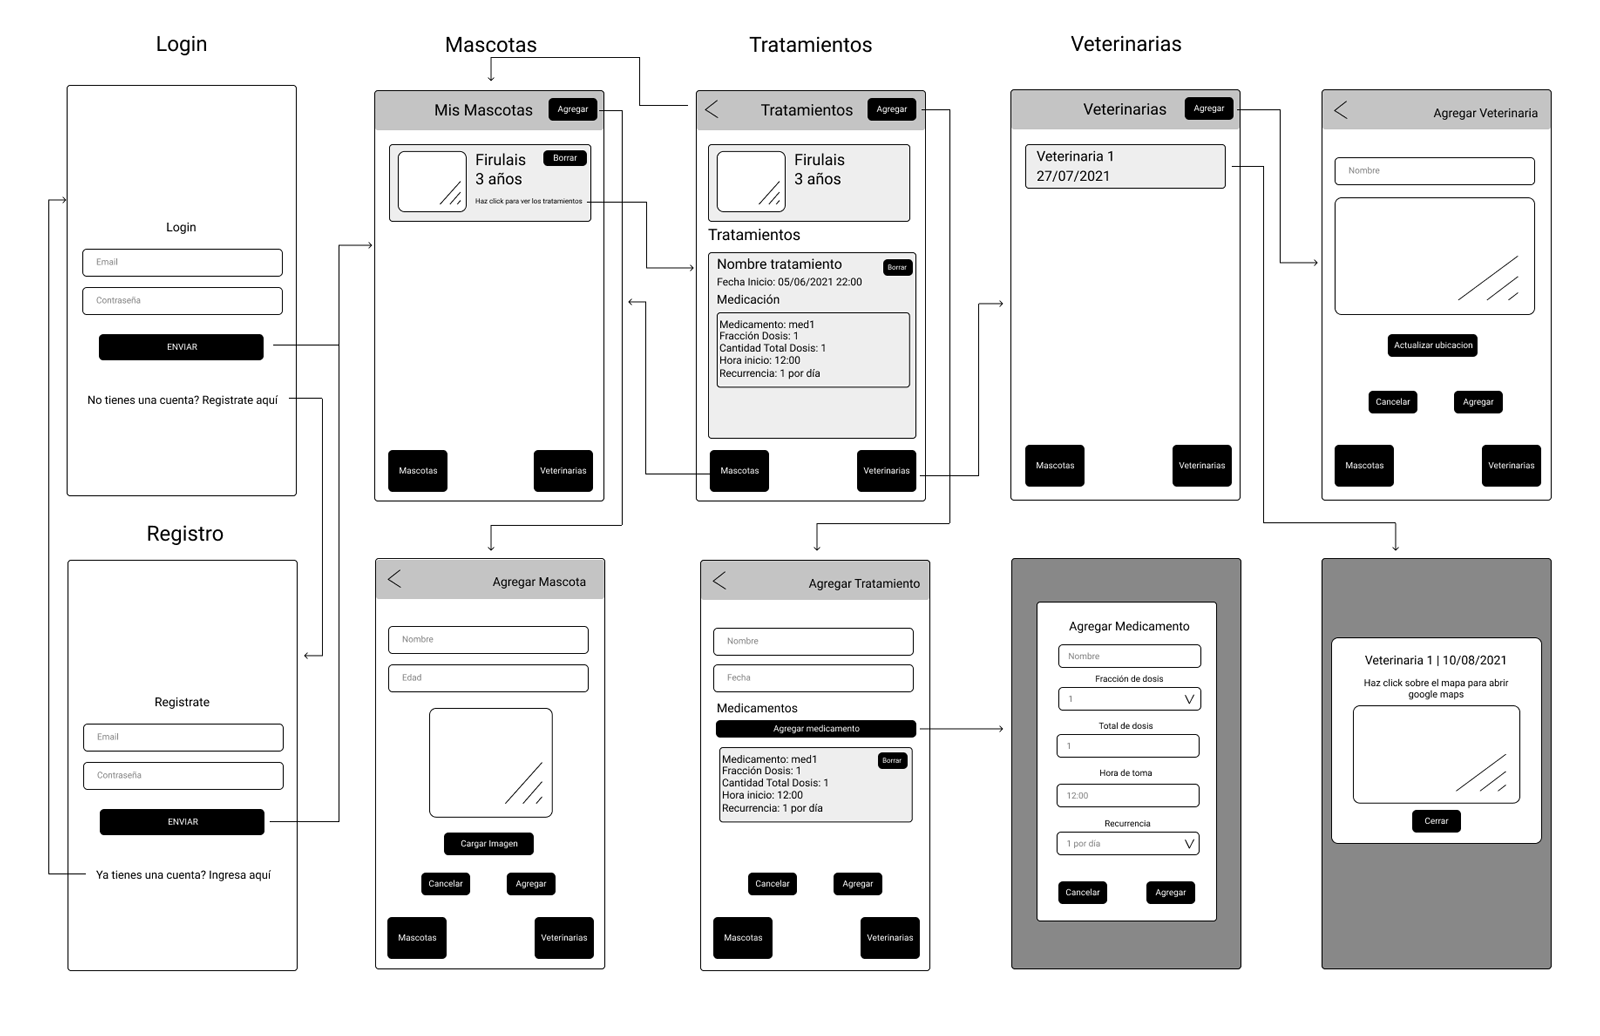 Login
Login
Email
Contraseña
ENVIAR
No tienes una cuenta? Registrate aquí
Registro
Registrate
Email
Contraseña
ENVIAR
Ya tienes una cuenta? Ingresa aquí
Mascotas
Mis Mascotas
Agregar
Firulais
Borrar
3 años
Haz click para ver los tratamientos
Mascotas
Veterinarias
Agregar Mascota
Nombre
Edad
Cargar Imagen
Cancelar
Agregar
Mascotas
Veterinarias
Tratamientos
Tratamientos
Agregar
Firulais
3 años
Tratamientos
Nombre tratamiento
Borrar
Fecha Inicio: 05/06/2021 22:00
Medicación
Medicamento: med1
Fracción Dosis: 1
Cantidad Total Dosis: 1
Hora inicio: 12:00
Recurrencia: 1 por día
Mascotas
Veterinarias
Agregar Tratamiento
Nombre
Fecha
Medicamentos
Agregar medicamento
Medicamento: med1
Borrar
Fracción Dosis: 1
Cantidad Total Dosis: 1
Hora inicio: 12:00
Recurrencia: 1 por día
Cancelar
Agregar
Mascotas
Veterinarias
Veterinarias
Veterinarias
Agregar
Veterinaria 1
27/07/2021
Mascotas
Veterinarias
Agregar Medicamento
Nombre
Fracción de dosis
1
Total de dosis
1
Hora de toma
12:00
Recurrencia
1 por día
Cancelar
Agregar
Agregar Veterinaria
Nombre
Actualizar ubicacion
Cancelar
Agregar
Mascotas
Veterinarias
Veterinaria 1 | 10/08/2021
Haz click sobre el mapa para abrir
google maps
Cerrar